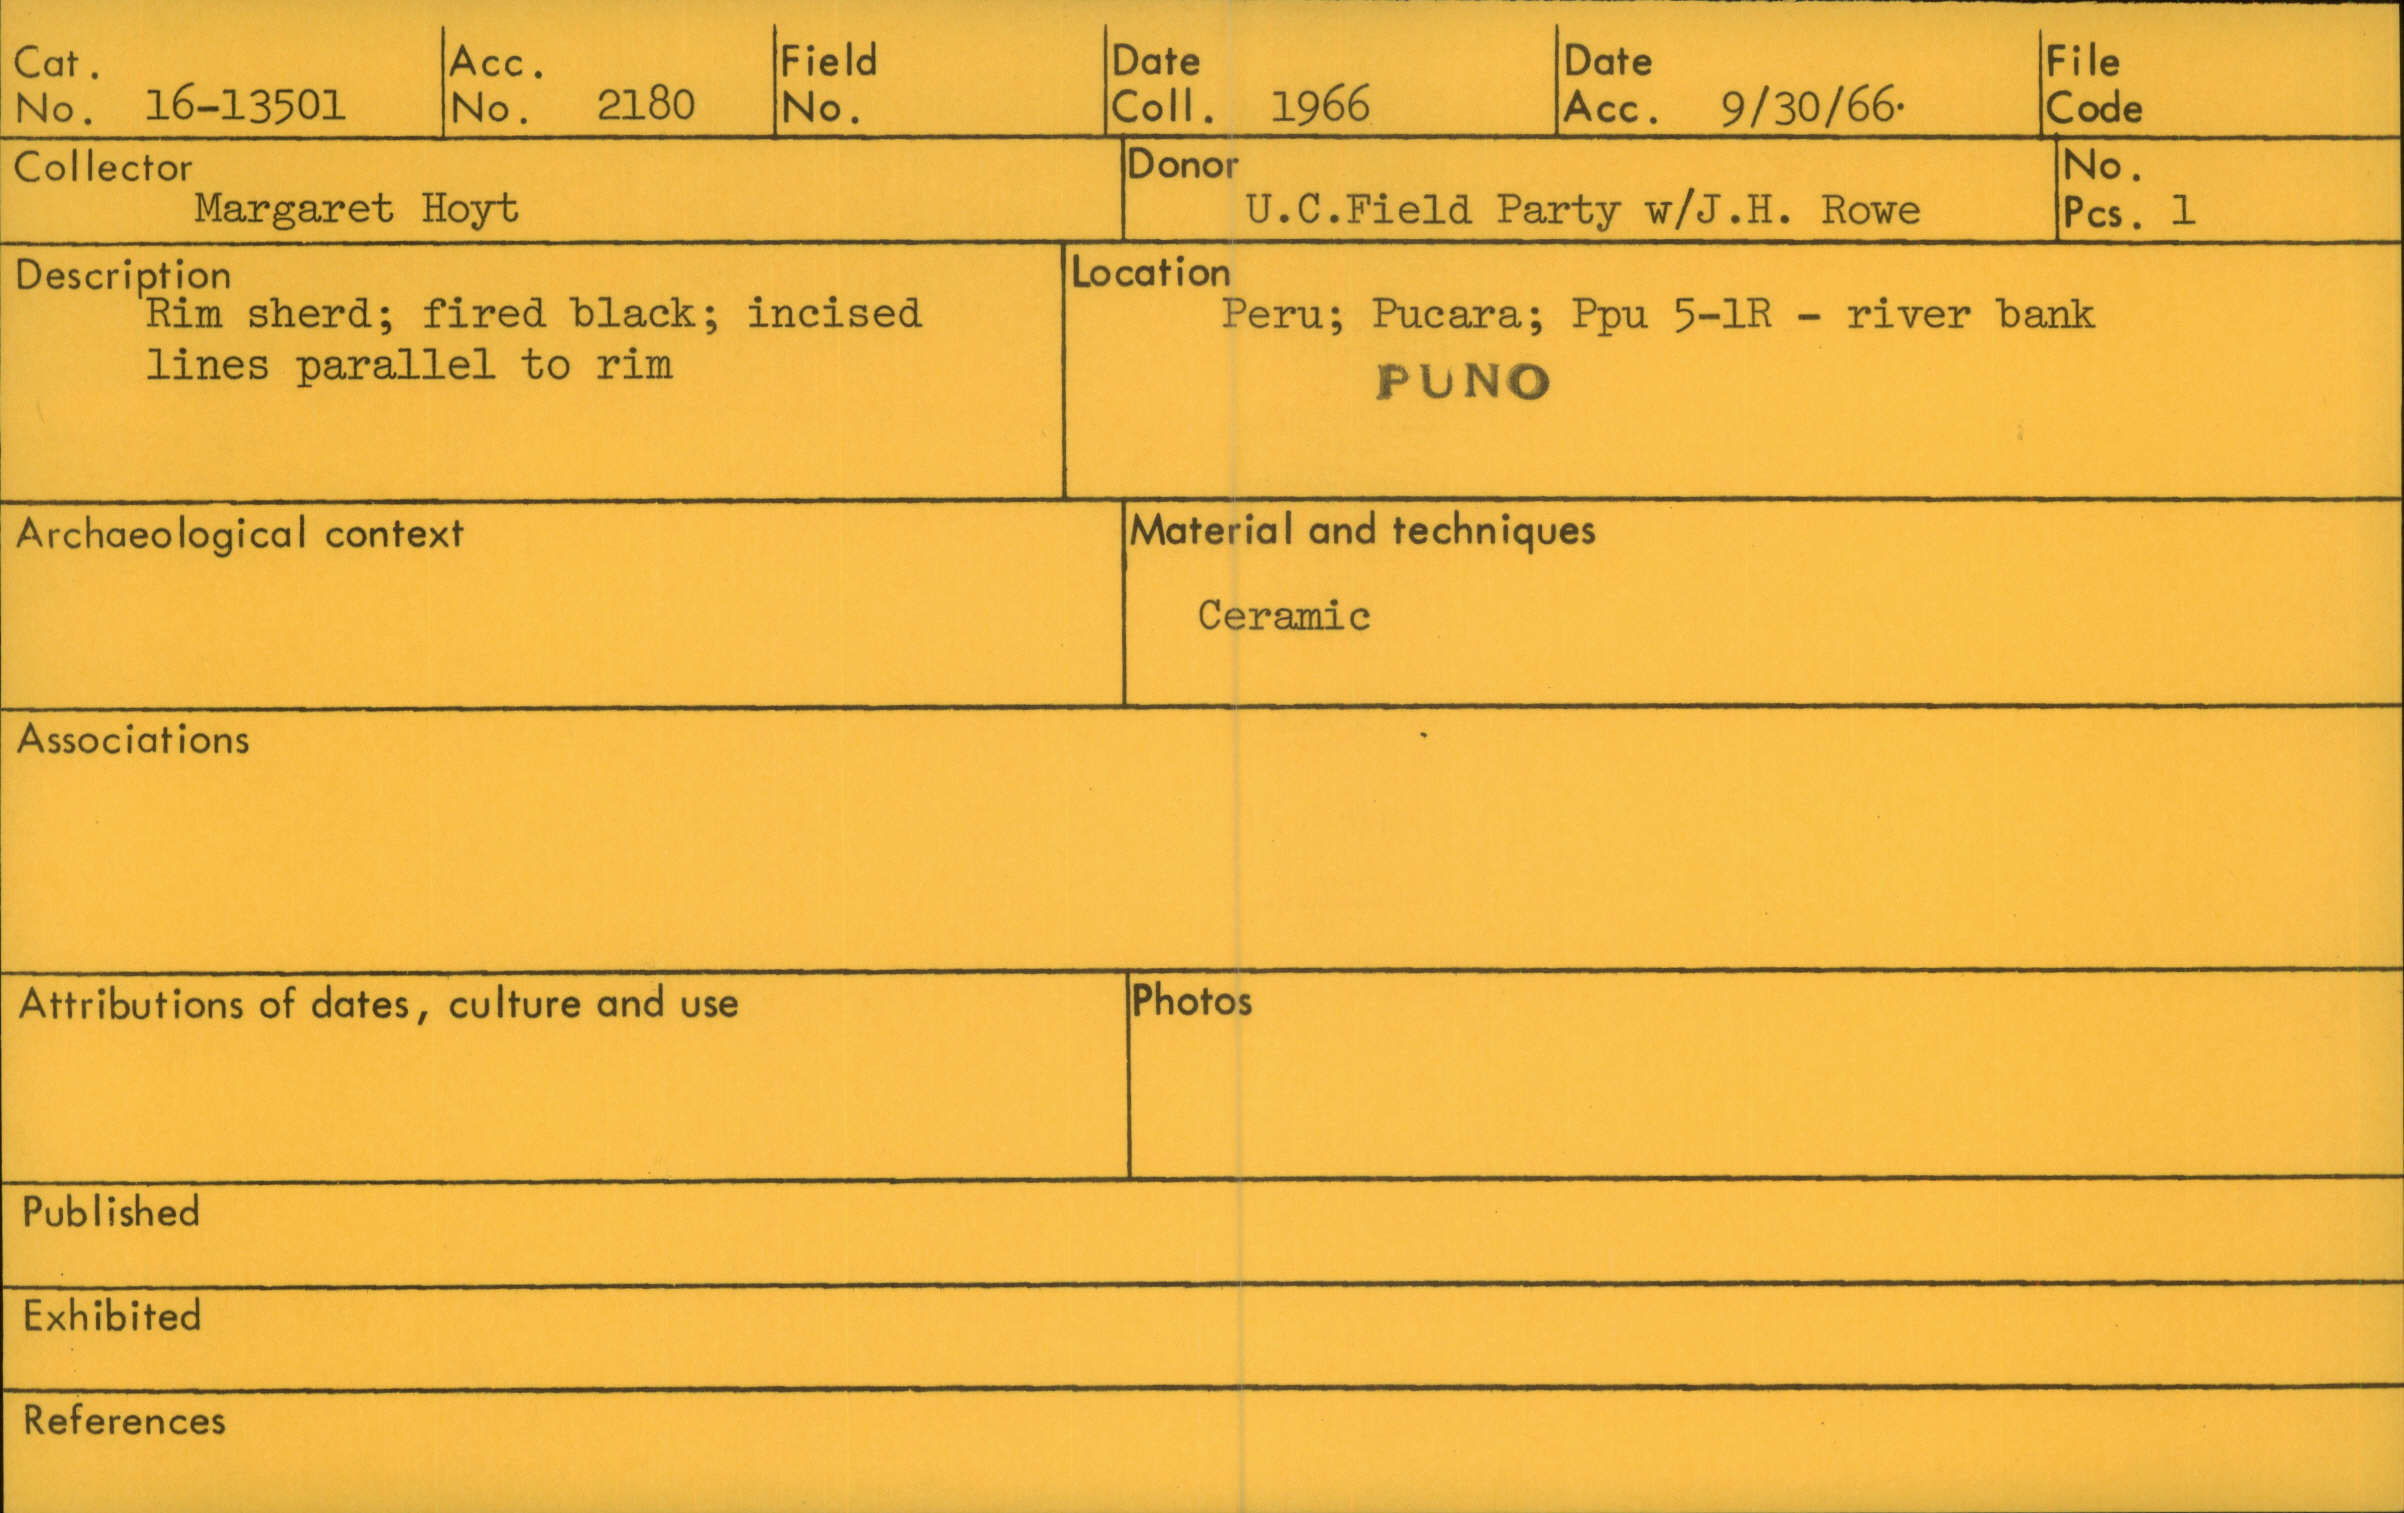 Cat. No. 16-13501
Acc. No. 2180
Field No.
Date Coll. 1966
Date Acc. 9/30/66.
File Code
Collector
Margaret Hoyt
Donor
U.C.Field Party w/J.H. Rowe
No. Pcs. 1
Description
Rim sherd; fired black; incised
lines parallel to rim
Location
Peru; Pucara; Ppu 5-1R - river bank
PUNO
Archaeological context
Material and techniques
Ceramic
Associations
Attributions of dates, culture and use
Photos
Published
Exhibited
References